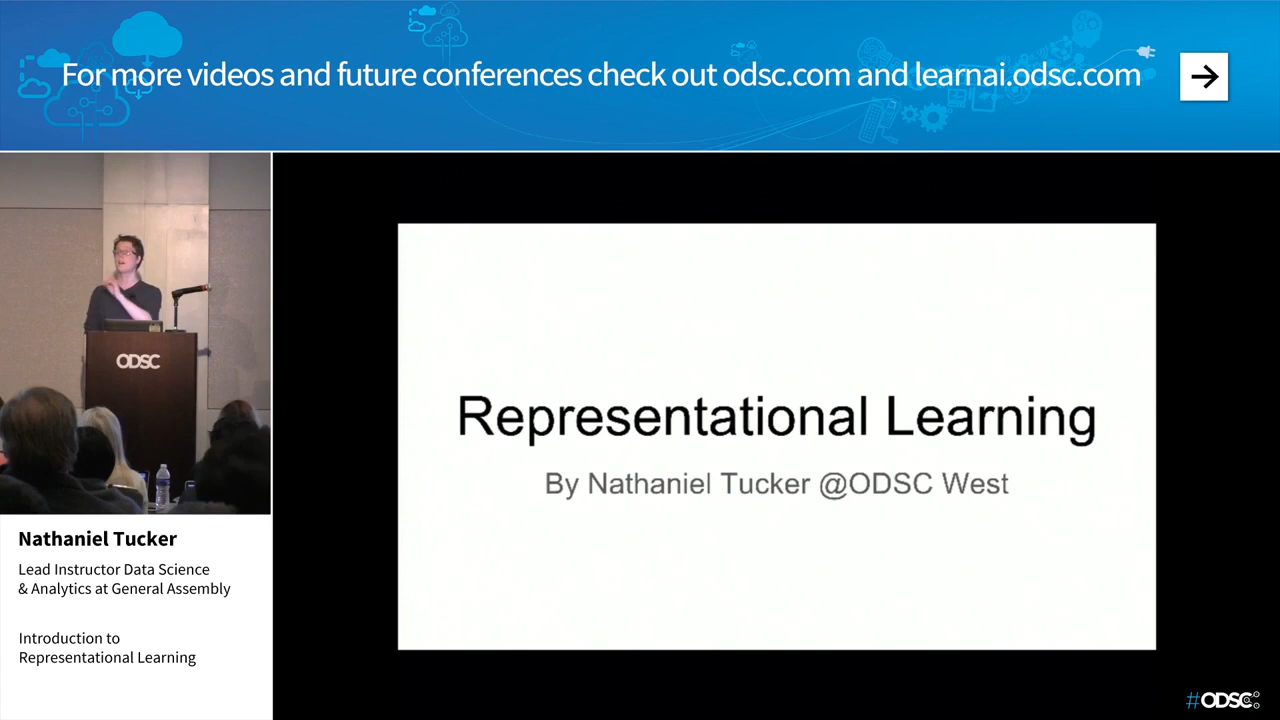 For more videos and future conferences check out odsc.com and learnai.odsc.com
ODSC
Nathaniel Tucker
Lead Instructor Data Science
& Analytics at General Assembly
Introduction to
Representational Learning
Representational Learning
By Nathaniel Tucker @ODSC West
#ODSC